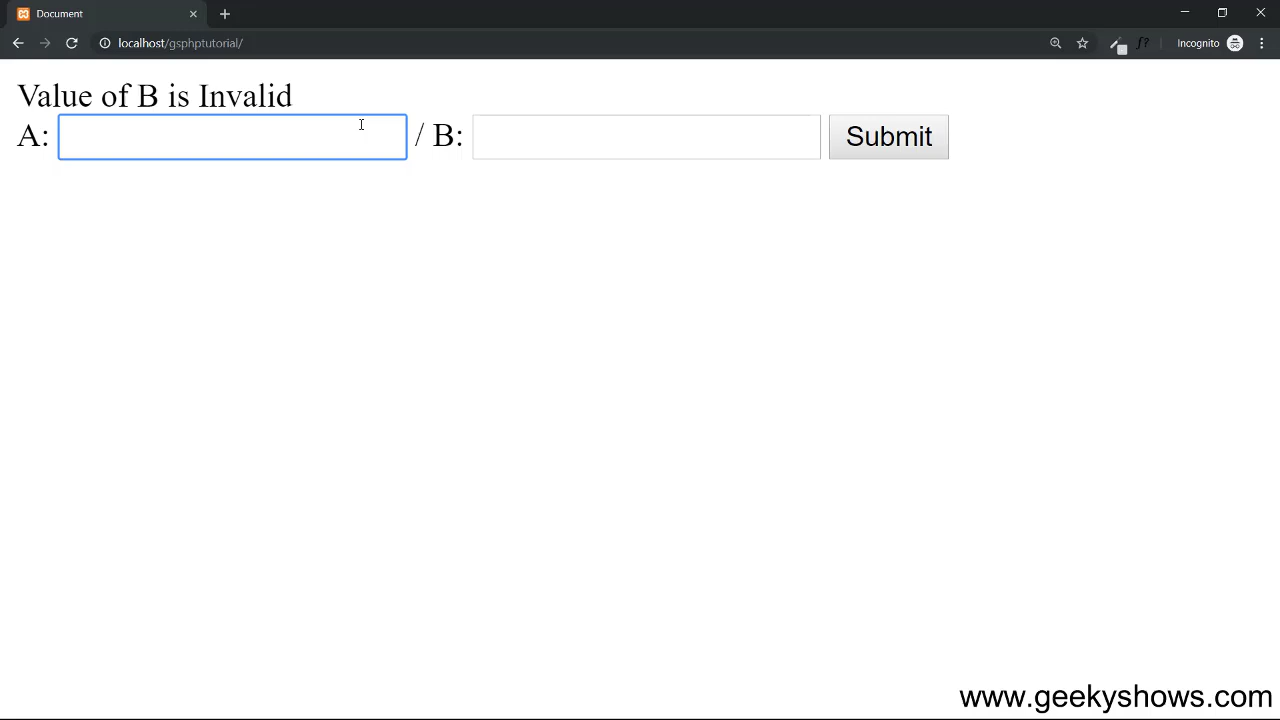 Document
localhost/gsphptutorial/
f?
Incognito
Value of B is Invalid
A: / B: Submit
www.geekyshows.com